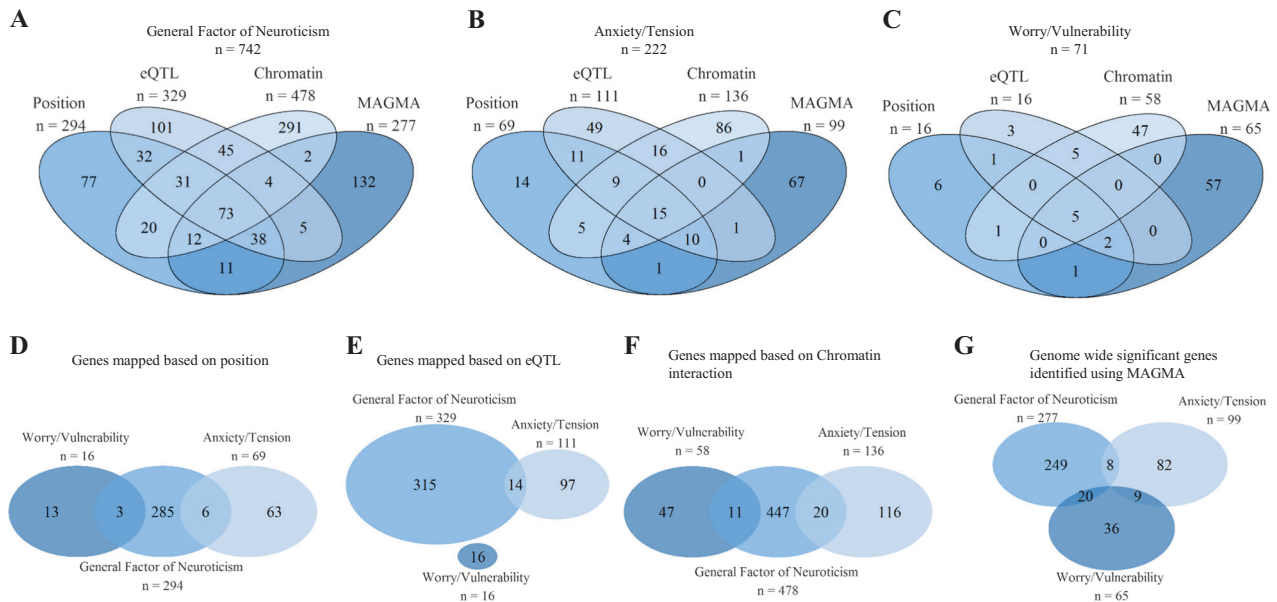 A
General Factor of Neuroticism
n = 742
eQTL
n = 329
Chromatin
n = 478
Position
n = 294
MAGMA
n = 277
101
291
32
45
2
77
31
4
132
20
73
5
12
38
11
B
Anxiety/Tension
n = 222
eQTL
n = 111
Chromatin
n = 136
Position
n = 69
MAGMA
n = 99
49
86
11
16
1
14
9
0
67
5
15
1
4
10
1
C
Worry/Vulnerability
n = 71
eQTL
n = 16
Chromatin
n = 58
Position
n = 16
MAGMA
n = 65
3
47
1
5
0
6
0
0
57
1
5
0
0
2
1
D
Genes mapped based on position
Worry/Vulnerability
n = 16
Anxiety/Tension
n = 69
13
3
285
6
63
General Factor of Neuroticism
n = 294
E
Genes mapped based on eQTL
General Factor of Neuroticism
n = 329
Anxiety/Tension
n = 111
315
14
97
16
Worry/Vulnerability
n = 16
F
Genes mapped based on Chromatin
interaction
Worry/Vulnerability
n = 58
Anxiety/Tension
n = 136
47
11
447
20
116
General Factor of Neuroticism
n = 478
G
Genome wide significant genes
identified using MAGMA
General Factor of Neuroticism
n = 277
Anxiety/Tension
n = 99
249
8
82
20
9
36
Worry/Vulnerability
n = 65